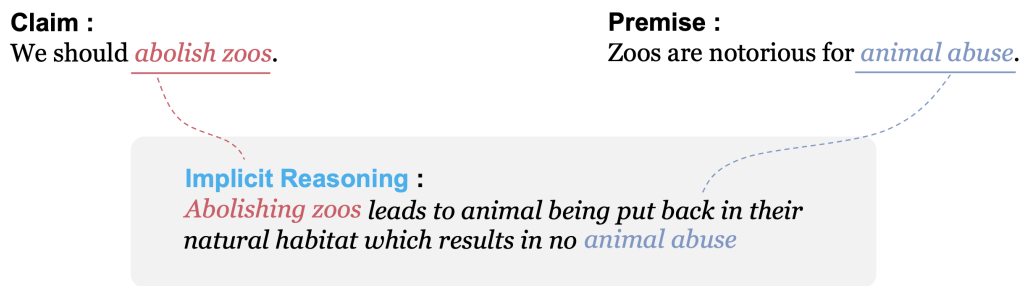 Claim :
We should abolish zoos.
Premise :
Zoos are notorious for animal abuse.
Implicit Reasoning :
Abolishing zoos leads to animal being put back in their
natural habitat which results in no animal abuse